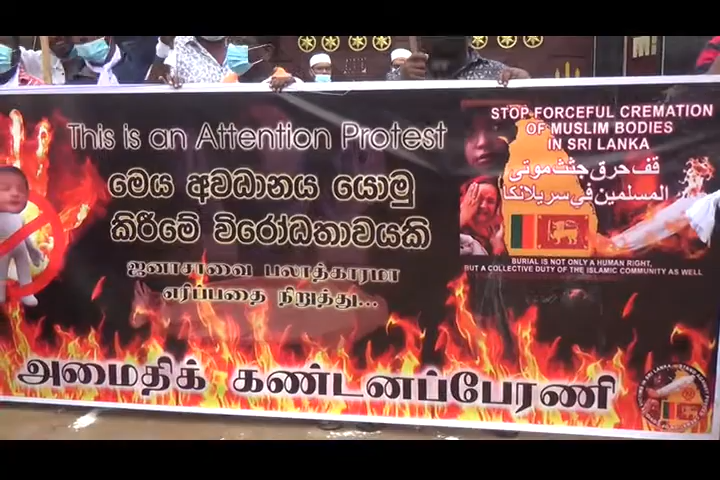 This is an Attention Protest
මෙය අවධානය යොමු
කිරීමේ විරෝධතාවයකි
ஜனாசாவை பலாத்காரமா
எரிப்பதை நிறுத்து...
அமைதிக் கண்டனப்பேரணி
STOP FORCEFUL CREMATION
OF MUSLIM BODIES
IN SRI LANKA
قف حرق جثث موتى
المسلمين في سريلانكا
BURIAL IS NOT ONLY A HUMAN RIGHT,
BUT A COLLECTIVE DUTY OF THE ISLAMIC COMMUNITY AS WELL